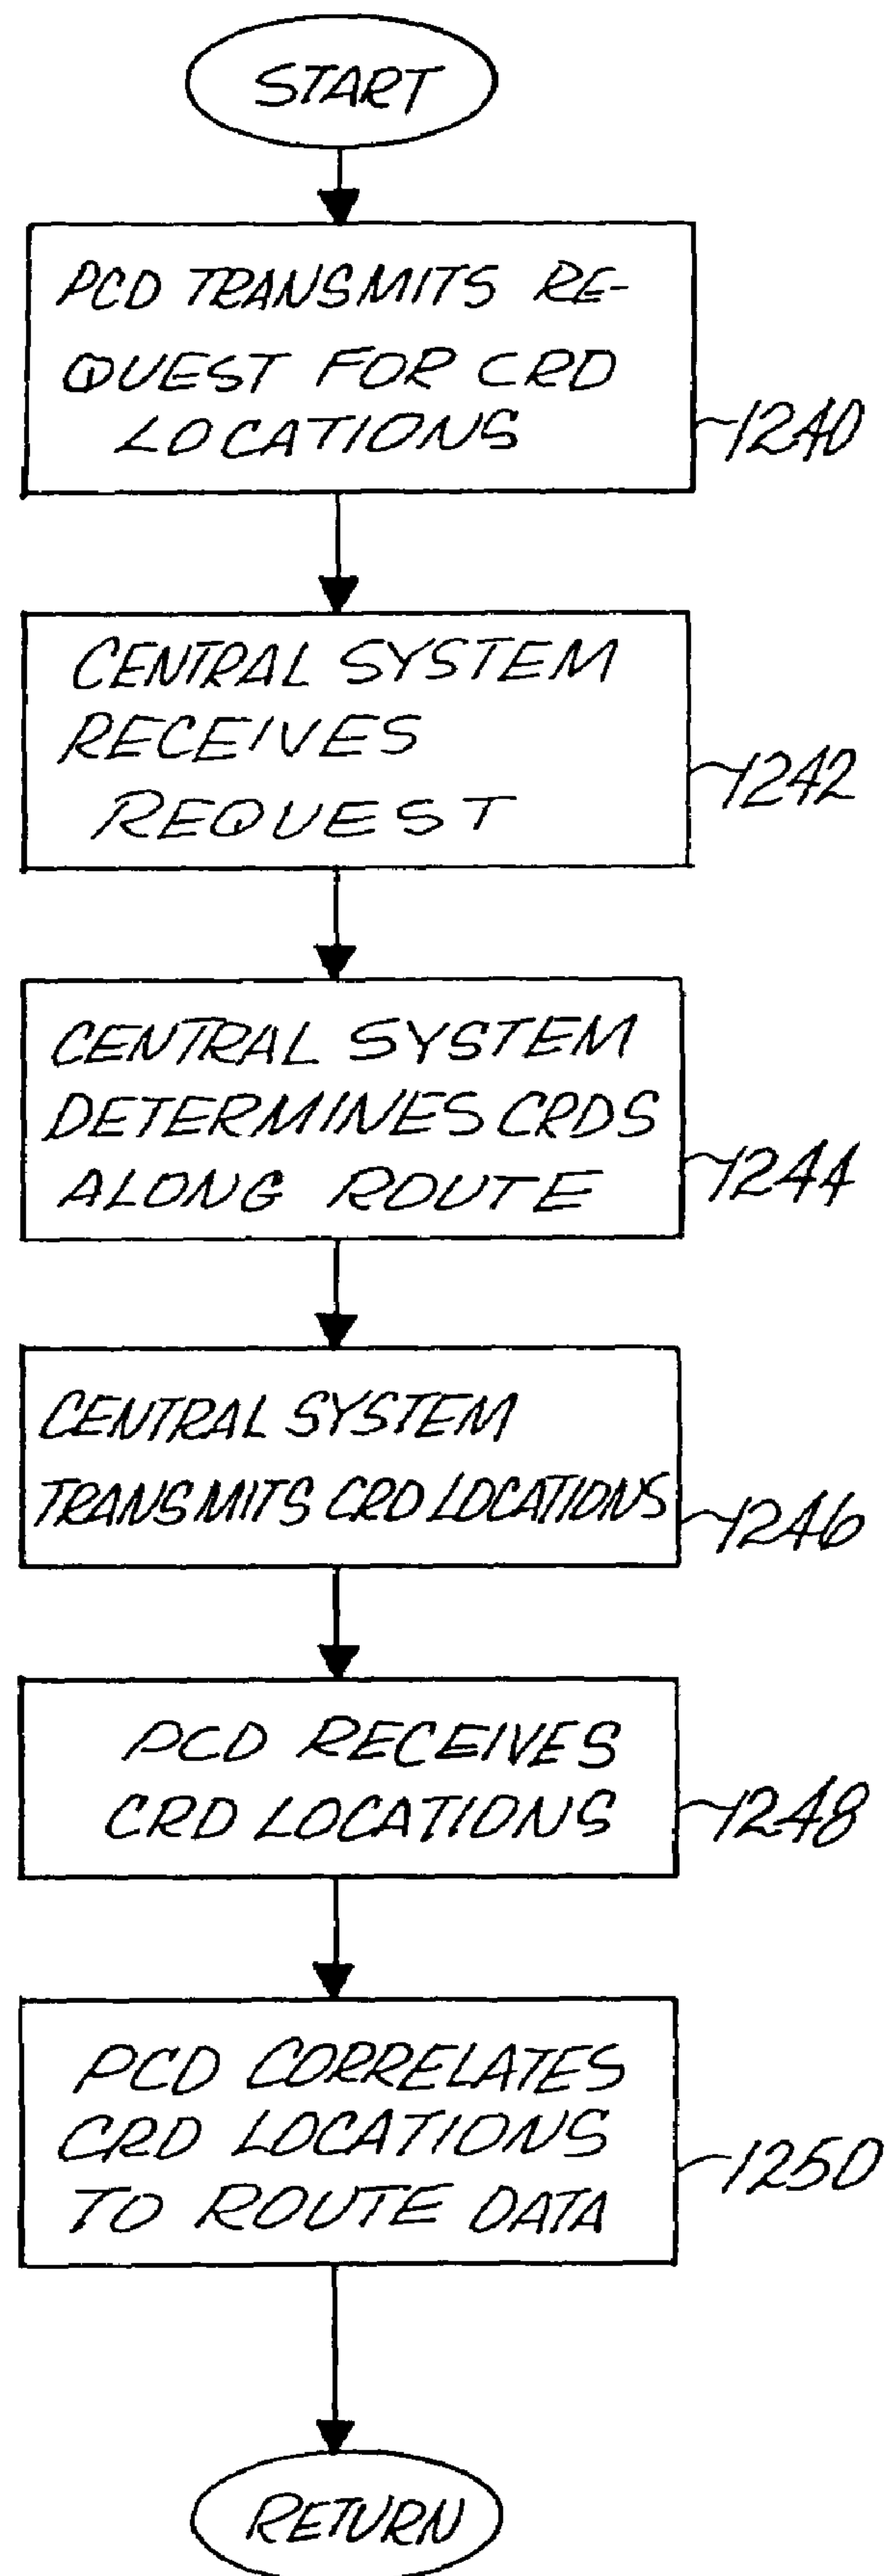 START
PCD TRANSMITS RE-
QUEST FOR CRD
LOCATIONS
1240
CENTRAL SYSTEM
RECEIVES
REQUEST
1242
CENTRAL SYSTEM
DETERMINES CRDS
ALONG ROUTE
1244
CENTRAL SYSTEM
TRANSMITS CRD LOCATIONS
1246
PCD RECEIVES
CRD LOCATIONS
1248
PCD CORRELATES
CRD LOCATIONS
TO ROUTE DATA
1250
RETURN